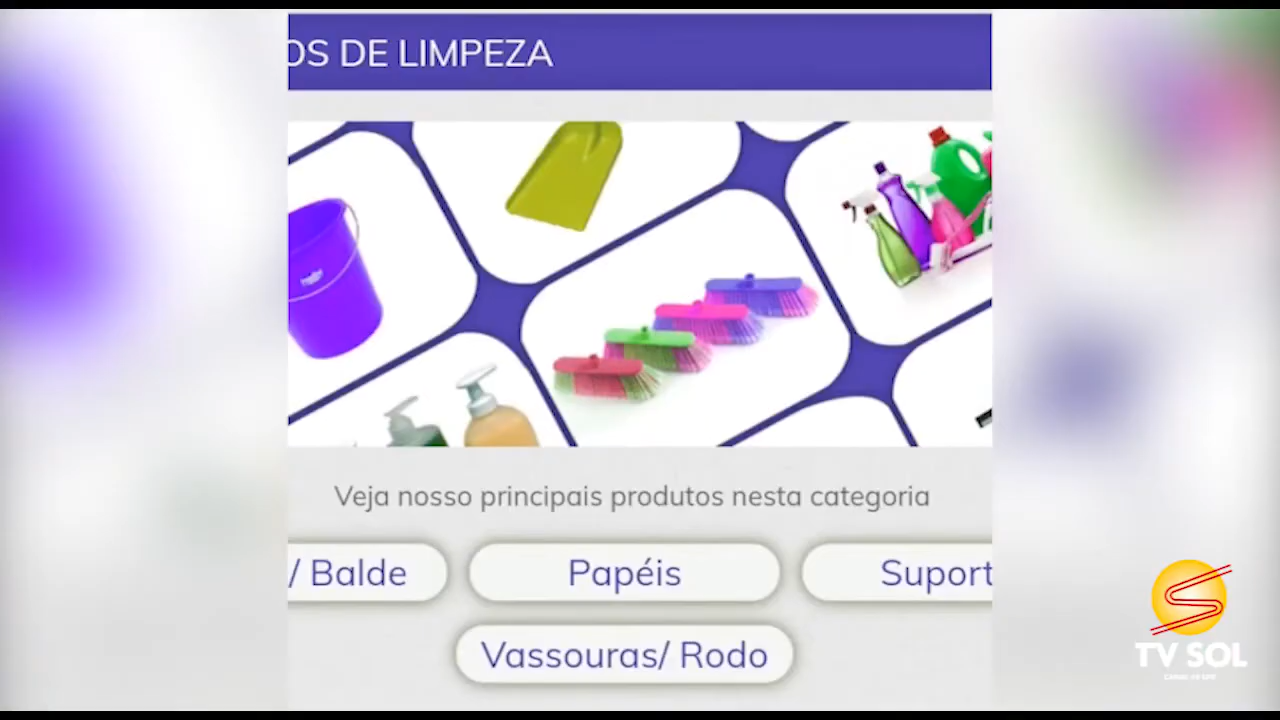 OS DE LIMPEZA
Veja nosso principais produtos nesta categoria
/ Balde
Papéis
Suport
Vassouras/ Rodo
TV SOL